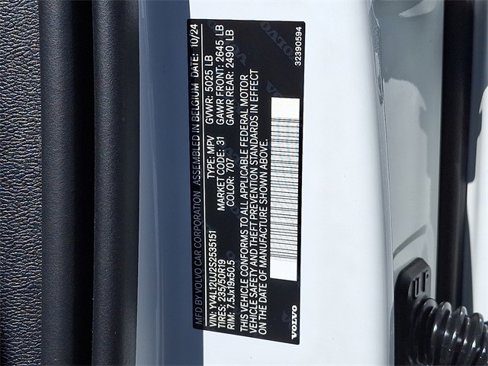 MFD BY VOLVO CAR CORPORATION ASSEMBLED IN BELGIUM DATE: 10/24
VIN: YV4L12UJ2S2535151 TYPE: MPV GVWR: 5025 LB
TIRES: 235/50R19 MARKET CODE: 31 GAWR FRONT: 2645 LB
RIM: 7.5Jx19x50.5 COLOR: 707 GAWR REAR: 2490 LB
THIS VEHICLE CONFORMS TO ALL APPLICABLE FEDERAL MOTOR
VEHICLE SAFETY AND THEFT PREVENTION STANDARDS IN EFFECT
ON THE DATE OF MANUFACTURE SHOWN ABOVE.
VOLVO
32390594